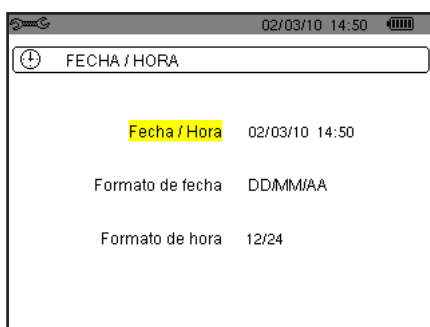 02/03/10 14:50
FECHA / HORA
Fecha / Hora 02/03/10 14:50
Formato de fecha DD/MM/AA
Formato de hora 12/24